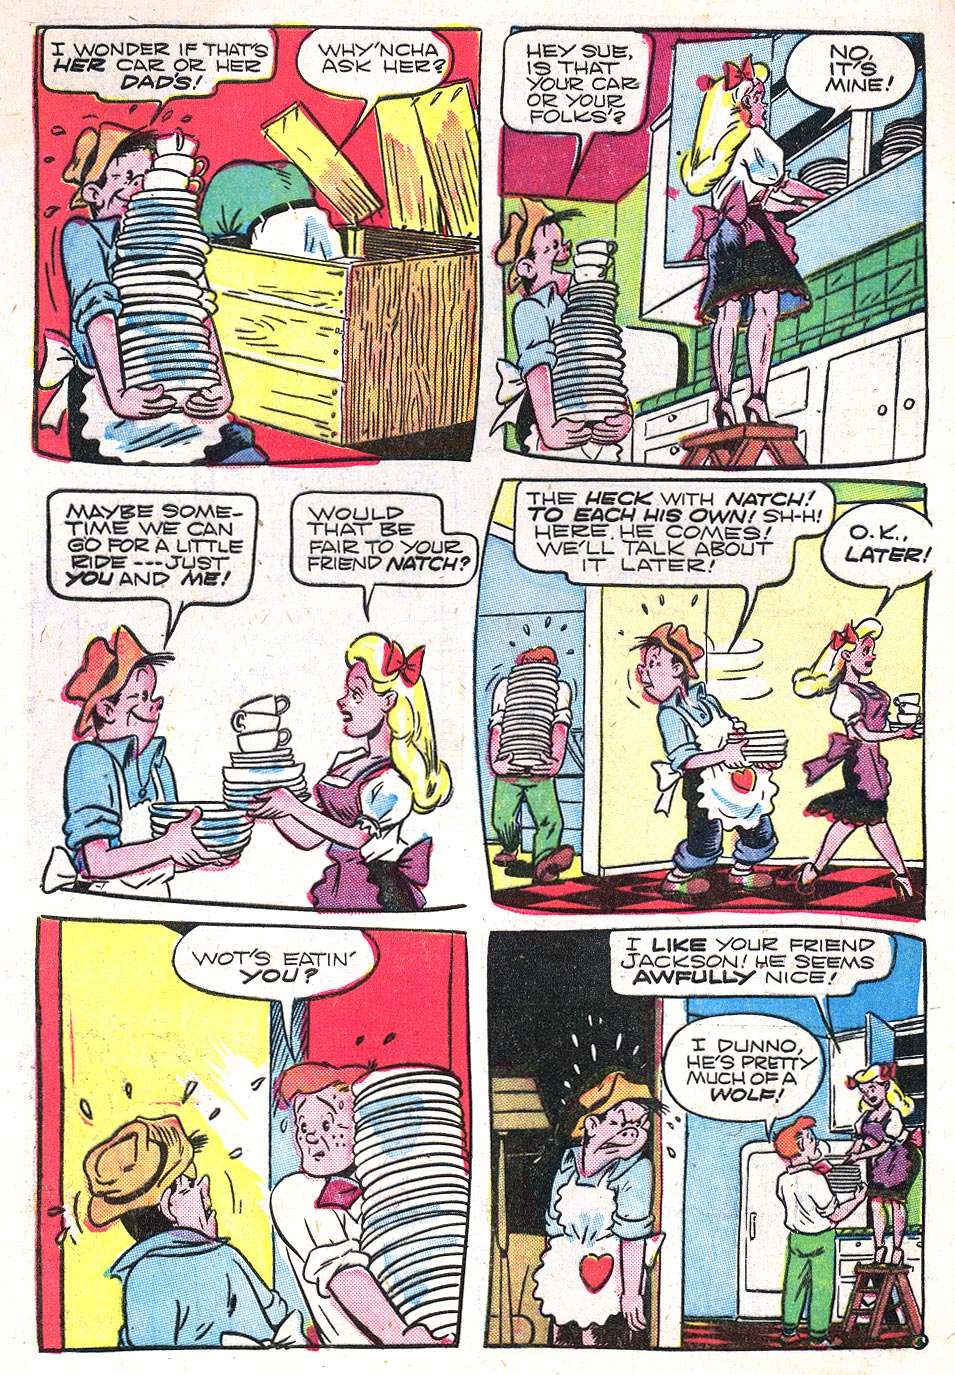 I WONDER IF THAT'S
HER CAR OR HER
DAD'S!
WHY'NCHA
ASK HER?
HEY SUE,
IS THAT
YOUR CAR
OR YOUR
FOLKS'?
NO,
IT'S
MINE!
MAYBE SOME-
TIME WE CAN
GO FOR A LITTLE
RIDE ---JUST
YOU AND ME!
WOULD
THAT BE
FAIR TO YOUR
FRIEND NATCH?
THE HECK WITH NATCH!
TO EACH HIS OWN! SH-H!
HERE HE COMES!
WE'LL TALK ABOUT
IT LATER!
O.K.,
LATER!
WOT'S EATIN'
YOU?
I LIKE YOUR FRIEND
JACKSON! HE SEEMS
AWFULLY NICE!
I DUNNO,
HE'S PRETTY
MUCH OF A
WOLF!